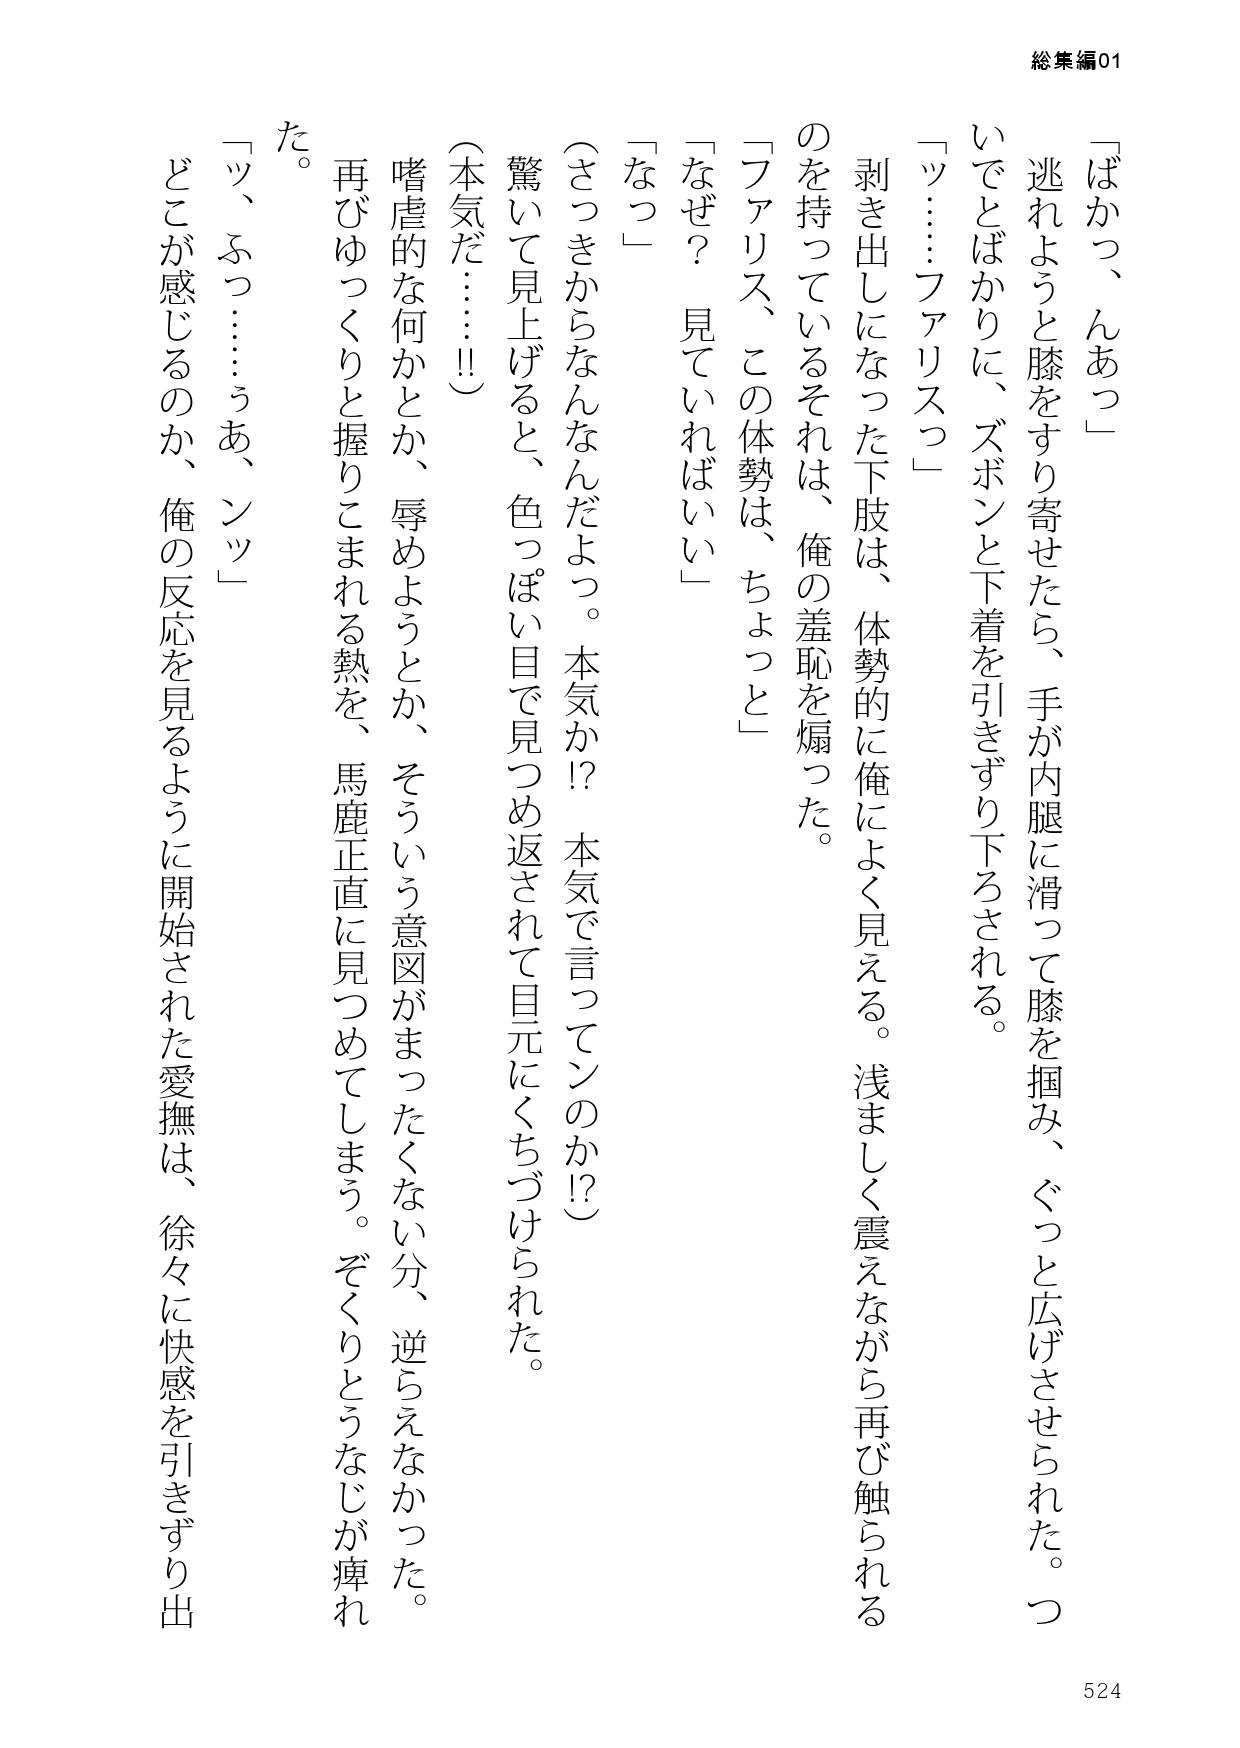 総集編01
「ばかっ、んあっ」
逃れようと膝をすり寄せたら、手が内腿に滑って膝を掴み、ぐっと広げさせられた。つ
いでとばかりに、ズボンと下着を引きずり下ろされる。
「ッ……ファリスっ」
剥き出しになった下肢は、体勢的に俺によく見える。浅ましく震えながら再び触られる
のを持っているそれは、俺の羞恥を煽った。
「ファリス、この体勢は、ちょっと」
「なぜ？　見ていればいい」
「なっ」
（さっきからなんなんだよっ。本気か!?　本気で言ってンのか!?）
驚いて見上げると、色っぽい目で見つめ返されて目元にくちづけられた。
（本気だ……!!）
嗜虐的な何かとか、辱めようとか、そういう意図がまったくない分、逆らえなかった。
再びゆっくりと握りこまれる熱を、馬鹿正直に見つめてしまう。ぞくりとうなじが痺れ
た。
「ッ、ふっ……ぅあ、ンッ」
どこが感じるのか、俺の反応を見るように開始された愛撫は、徐々に快感を引きずり出
524